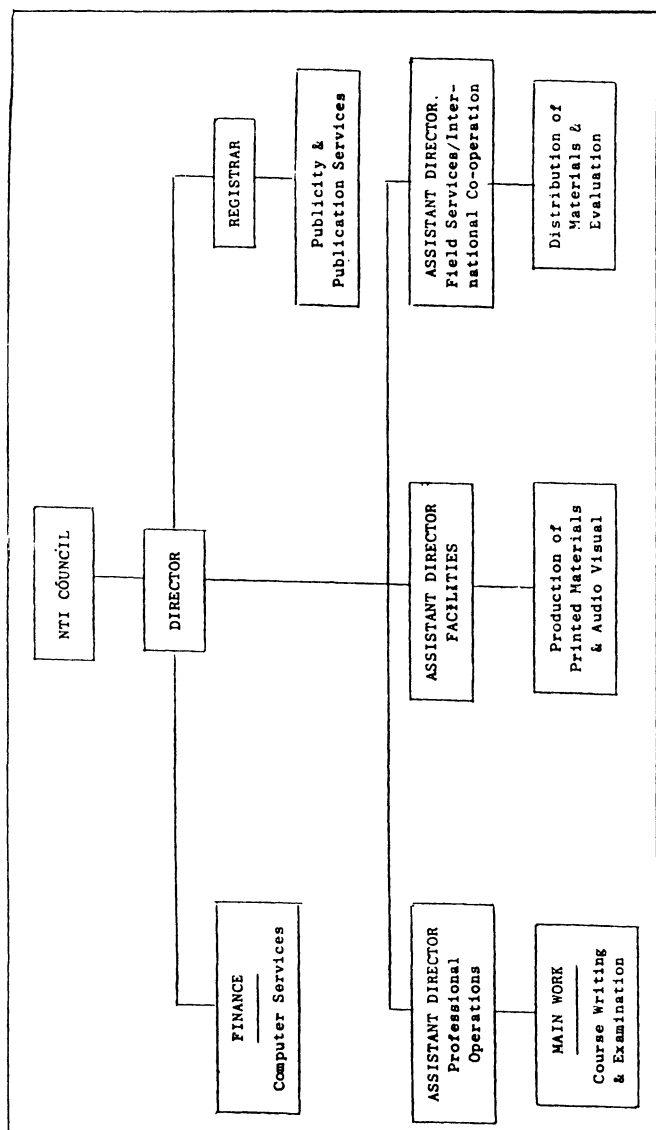 NTI COUNCIL
DIRECTOR
FINANCE
Computer Services
REGISTRAR
Publicity &
Publication Services
ASSISTANT DIRECTOR
Professional
Operations
ASSISTANT DIRECTOR
FACILITIES
ASSISTANT DIRECTOR.
Field Services/Inter-
national Co-operation
MAIN WORK
Course Writing
& Examination
Production of
Printed Materials
& Audio Visual
Distribution of
Materials &
Evaluation